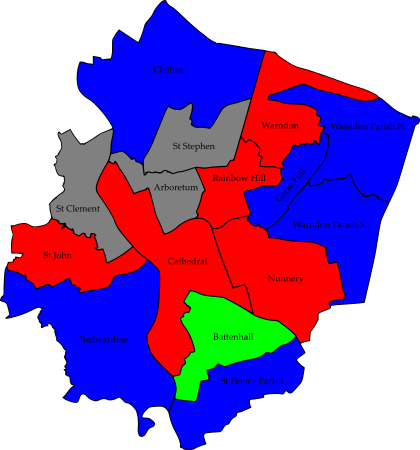 Claines
Warndon
Warndon Parish N
St Stephen
Rainbow Hill
Gorse Hill
Arboretum
St Clement
Warndon Parish S
St John
Cathedral
Nunnery
Bedwardine
Battenhall
St Peter's Parish